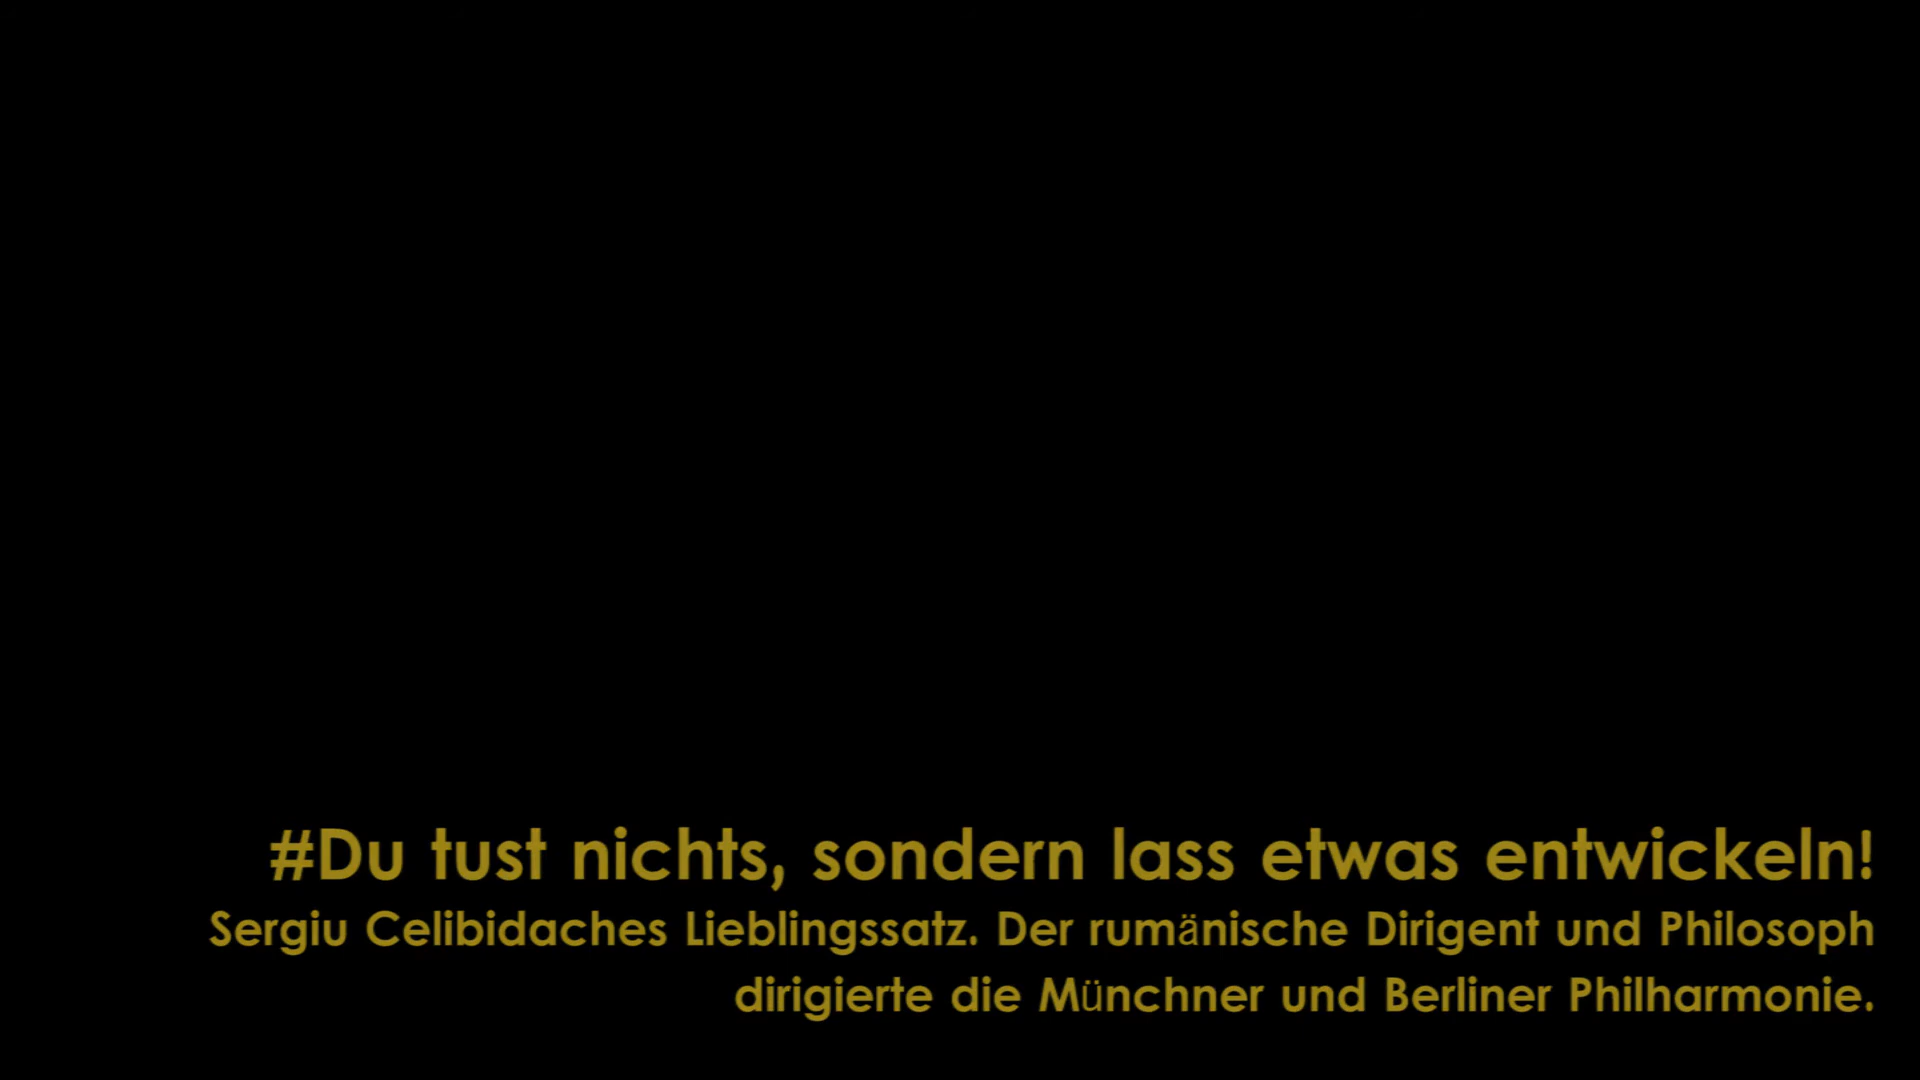 #Du tust nichts, sondern lass etwas entwickeln!
Sergiu Celibidaches Lieblingssatz. Der rumänische Dirigent und Philosoph
dirigierte die Münchner und Berliner Philharmonie.